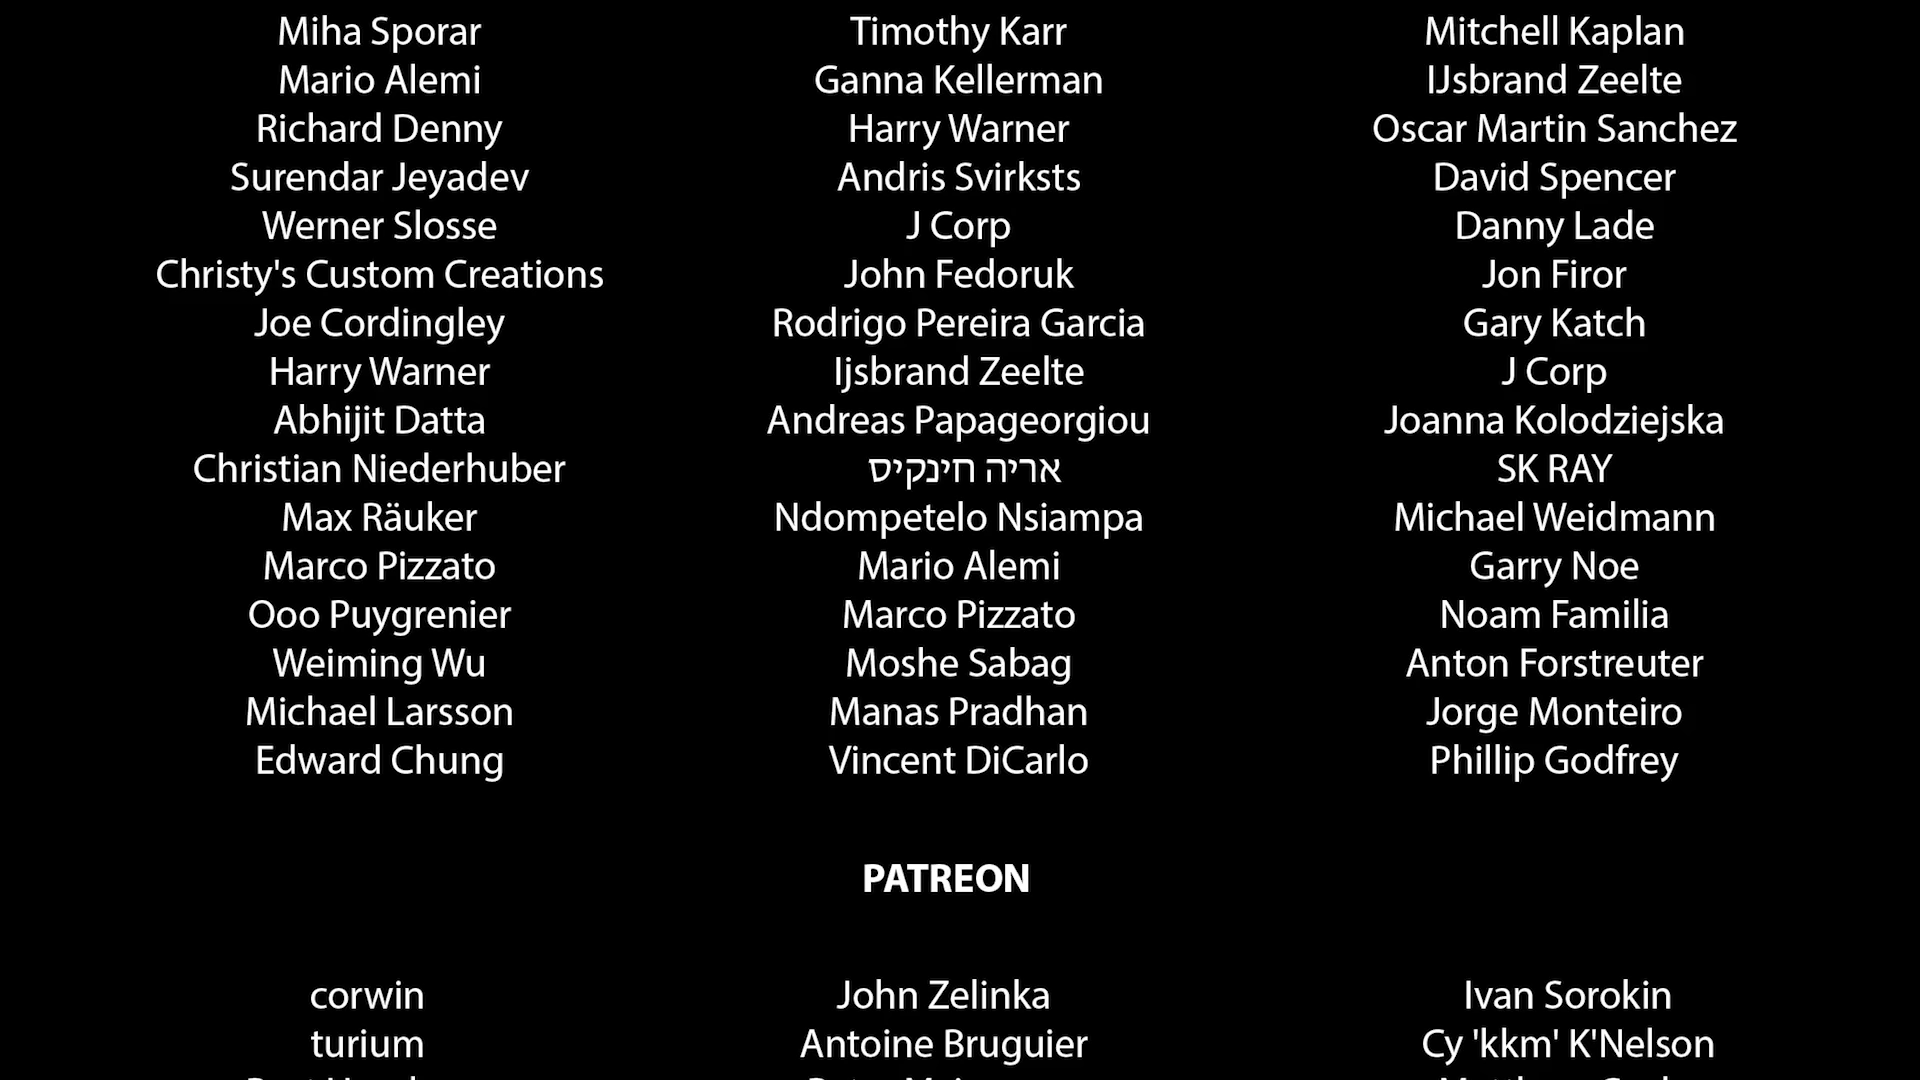 Miha Sporar Timothy Karr Mitchell Kaplan
Mario Alemi Ganna Kellerman IJsbrand Zeelte
Richard Denny Harry Warner Oscar Martin Sanchez
Surendar Jeyadev Andris Svirksts David Spencer
Werner Slosse J Corp Danny Lade
Christy's Custom Creations John Fedoruk Jon Firor
Joe Cordingley Rodrigo Pereira Garcia Gary Katch
Harry Warner Ijsbrand Zeelte J Corp
Abhijit Datta Andreas Papageorgiou Joanna Kolodziejska
Christian Niederhuber אריה חינקיס SK RAY
Max Räuker Ndompetelo Nsiampa Michael Weidmann
Marco Pizzato Mario Alemi Garry Noe
Ooo Puygrenier Marco Pizzato Noam Familia
Weiming Wu Moshe Sabag Anton Forstreuter
Michael Larsson Manas Pradhan Jorge Monteiro
Edward Chung Vincent DiCarlo Phillip Godfrey
PATREON
corwin John Zelinka Ivan Sorokin
turium Antoine Bruguier Cy 'kkm' K'Nelson